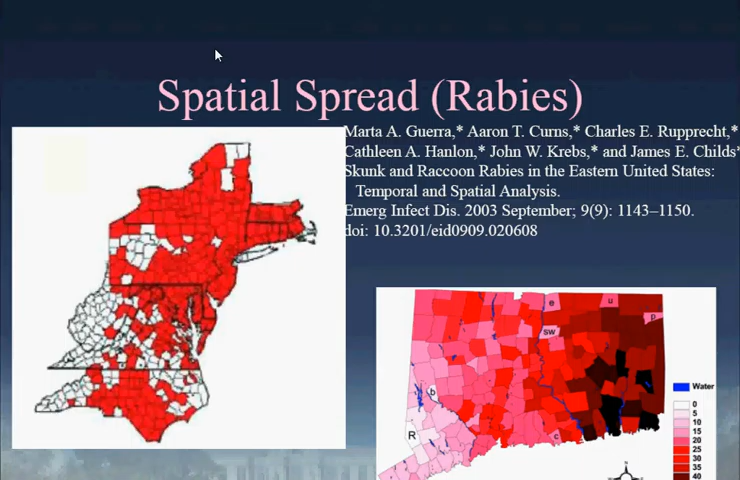 Spatial Spread (Rabies)
Marta A. Guerra,* Aaron T. Curns,* Charles E. Rupprecht,*
Cathleen A. Hanlon,* John W. Krebs,* and James E. Childs*
Skunk and Raccoon Rabies in the Eastern United States:
Temporal and Spatial Analysis.
Emerg Infect Dis. 2003 September; 9(9): 1143–1150.
doi: 10.3201/eid0909.020608
e
u
p
sw
b
R
c
Water
0
5
10
15
20
25
30
35
40